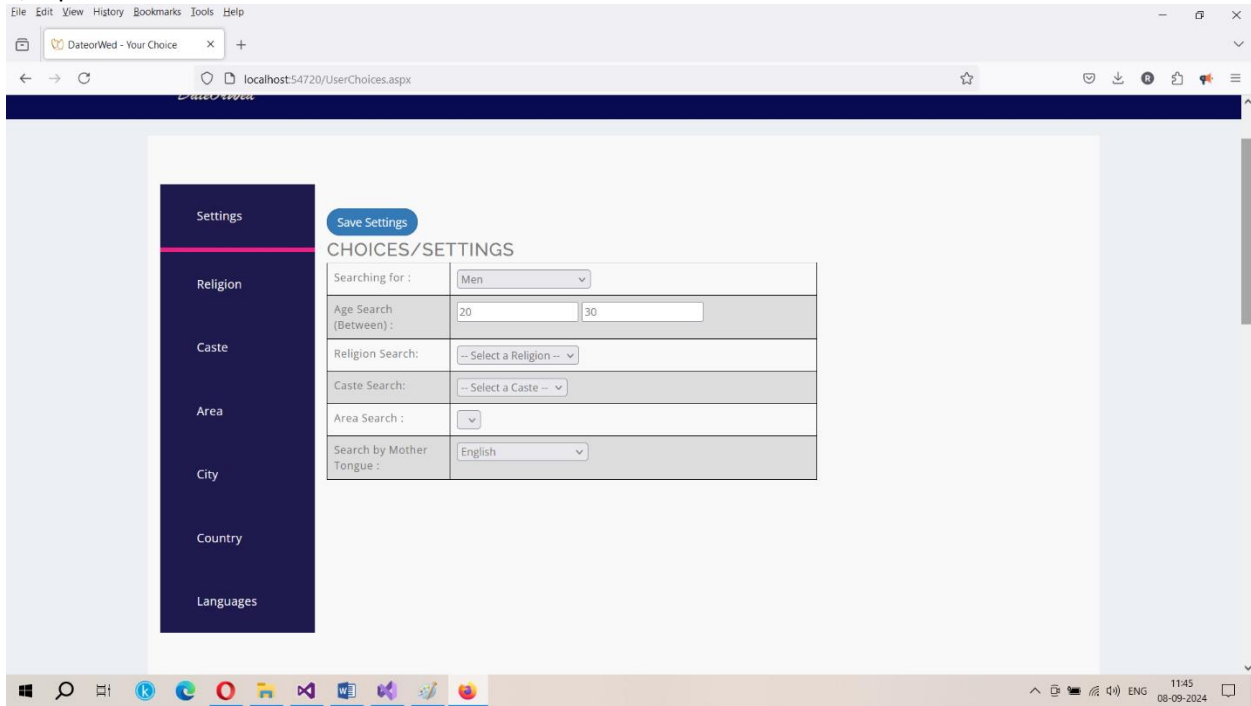 File Edit View History Bookmarks Tools Help
DateorWed - Your Choice
localhost:54720/UserChoices.aspx
DateOrWed
Settings
Save Settings
CHOICES/SETTINGS
Religion
Searching for : Men
Age Search
(Between) :
20 30
Caste
Religion Search: -- Select a Religion --
Caste Search: -- Select a Caste --
Area
Area Search :
Search by Mother
Tongue :
English
City
Country
Languages
ENG
11:45
08-09-2024